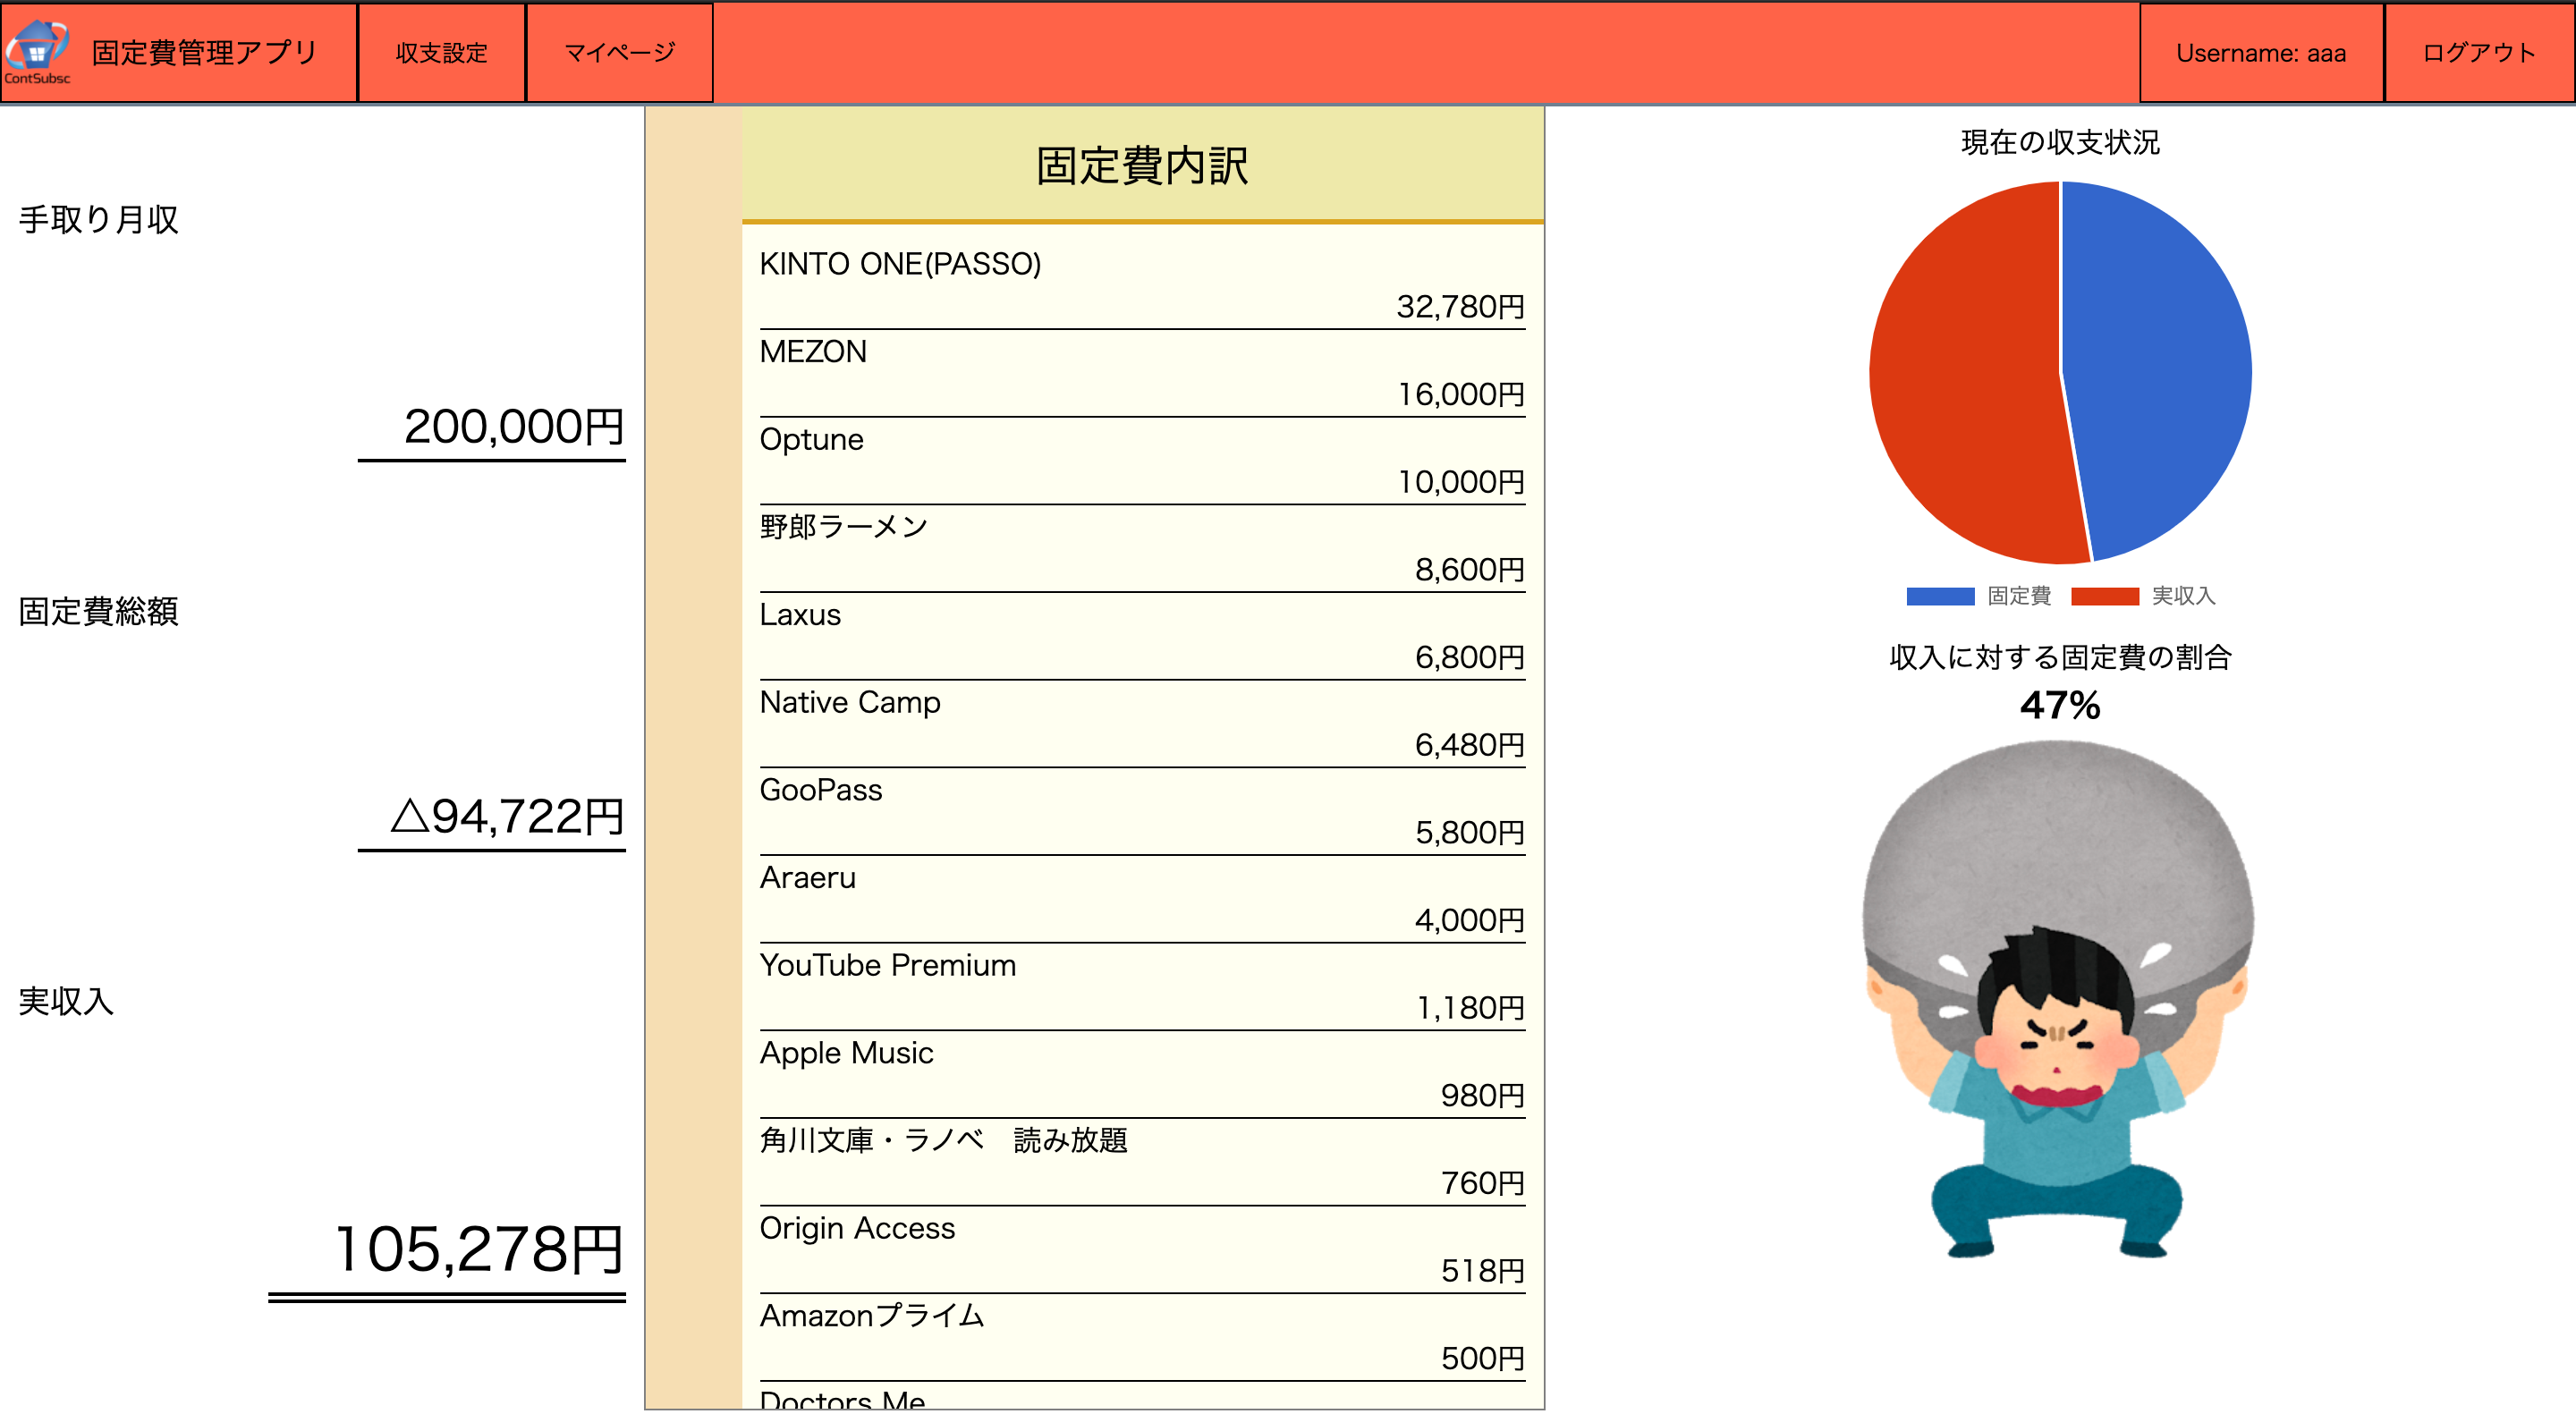 ContSubsc
固定費管理アプリ
収支設定
マイページ
Username: aaa
ログアウト
手取り月収
200,000円
固定費総額
△94,722円
実収入
105,278円
固定費内訳
KINTO ONE(PASSO)
32,780円
MEZON
16,000円
Optune
10,000円
野郎ラーメン
8,600円
Laxus
6,800円
Native Camp
6,480円
GooPass
5,800円
Araeru
4,000円
YouTube Premium
1,180円
Apple Music
980円
角川文庫・ラノベ　読み放題
760円
Origin Access
518円
Amazonプライム
500円
Doctors Me
現在の収支状況
固定費 実収入
収入に対する固定費の割合
47%